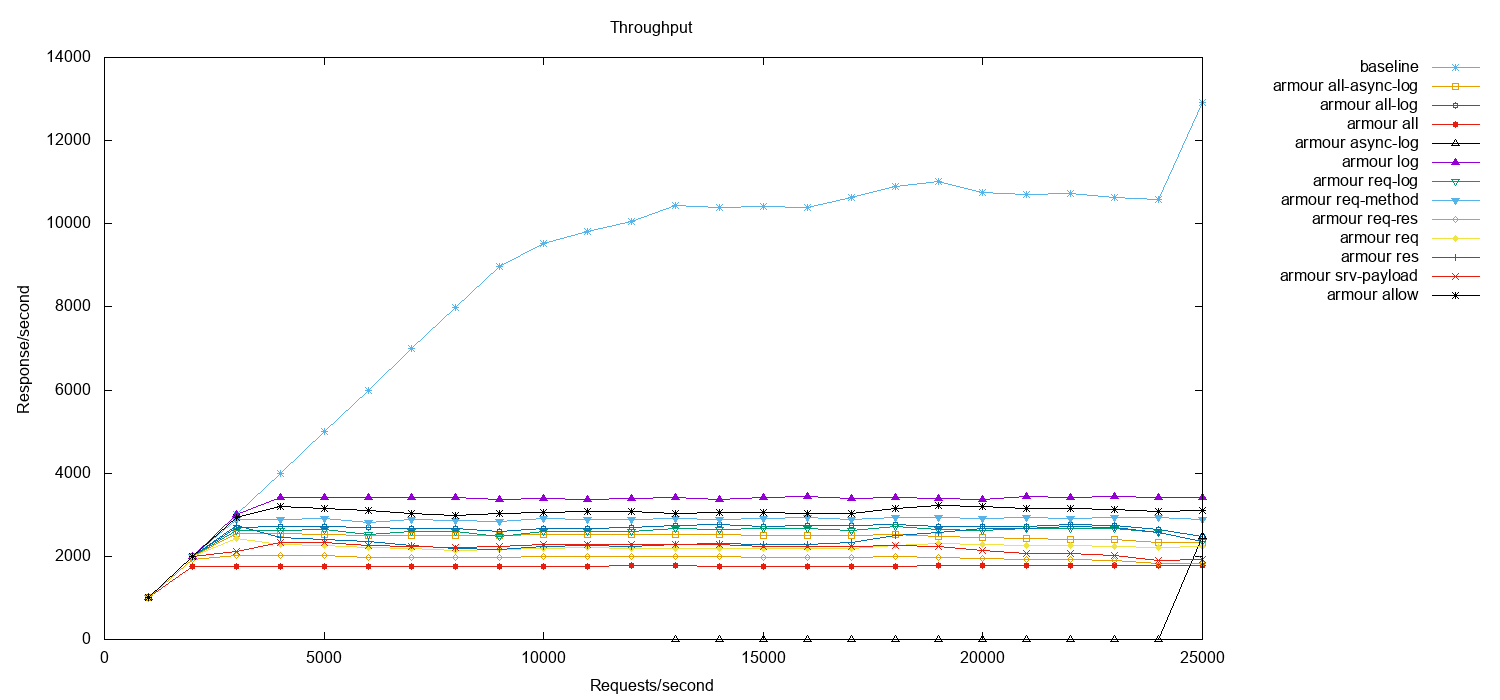 Throughput
14000
12000
10000
8000
6000
4000
2000
0
Response/second
0 5000 10000 15000 20000 25000
Requests/second
baseline
armour all-async-log
armour all-log
armour all
armour async-log
armour log
armour req-log
armour req-method
armour req-res
armour req
armour res
armour srv-payload
armour allow